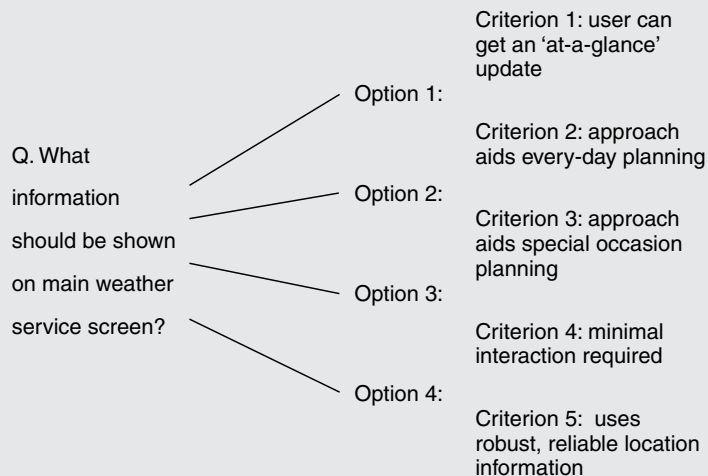 Q. What
information
should be shown
on main weather
service screen?
Option 1:
Option 2:
Option 3:
Option 4:
Criterion 1: user can
get an ‘at-a-glance’
update
Criterion 2: approach
aids every-day planning
Criterion 3: approach
aids special occasion
planning
Criterion 4: minimal
interaction required
Criterion 5:  uses
robust, reliable location
information